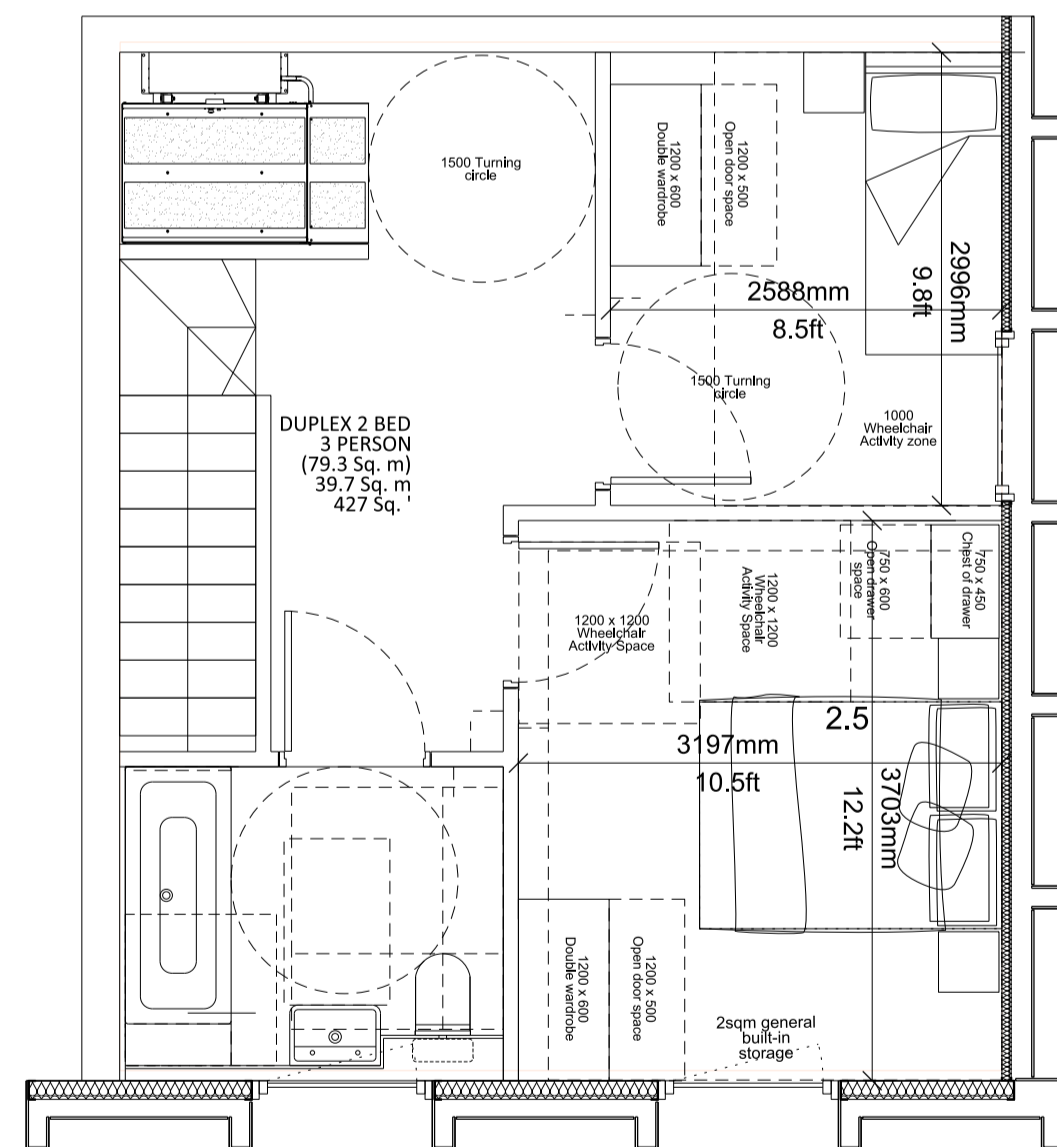 1500 Turning
circle
1200 x 600
Double wardrobe
1200 x 500
Open door space
2996mm
9.8ft
2588mm
8.5ft
1500 Turning
circle
1000
Wheelchair
Activity zone
DUPLEX 2 BED
3 PERSON
(79.3 Sq. m)
39.7 Sq. m
427 Sq. '
750 x 450
Chest of drawer
750 x 600
Open drawer
space
1200 x 1200
Wheelchair
Activity Space
1200 x 1200
Wheelchair
Activity Space
2.5
3197mm
10.5ft
3703mm
12.2ft
1200 x 600
Double wardrobe
1200 x 500
Open door space
2sqm general
built-in
storage